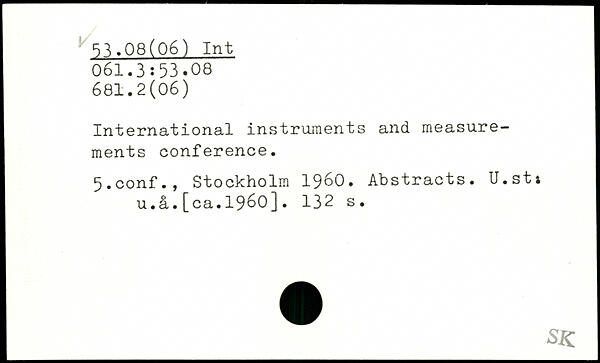 53.08(06) Int
061.3:53.08
681.2(06)
International instruments and measure-
ments conference.
5.conf., Stockholm 1960. Abstracts. U.st:
u.å.[ca.1960]. 132 s.
SK